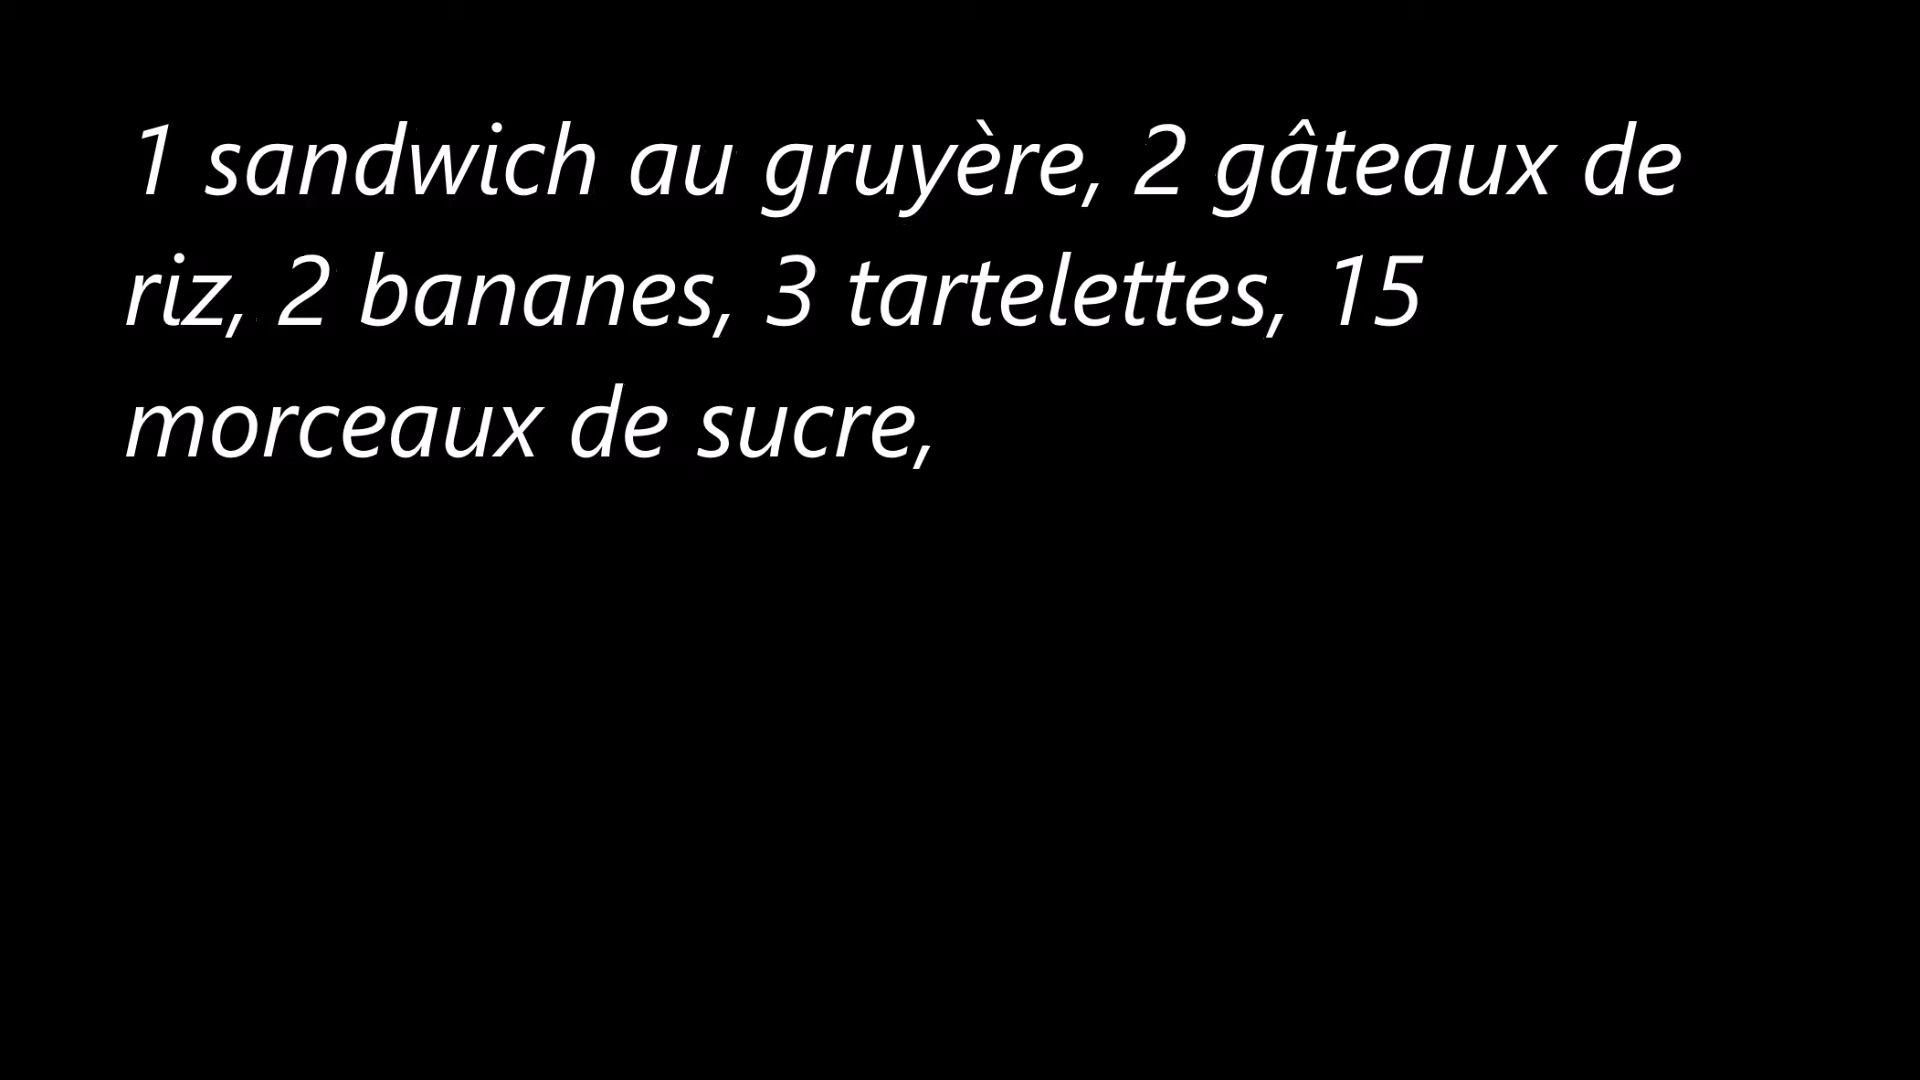 1 sandwich au gruyère, 2 gâteaux de
riz, 2 bananes, 3 tartelettes, 15
morceaux de sucre,